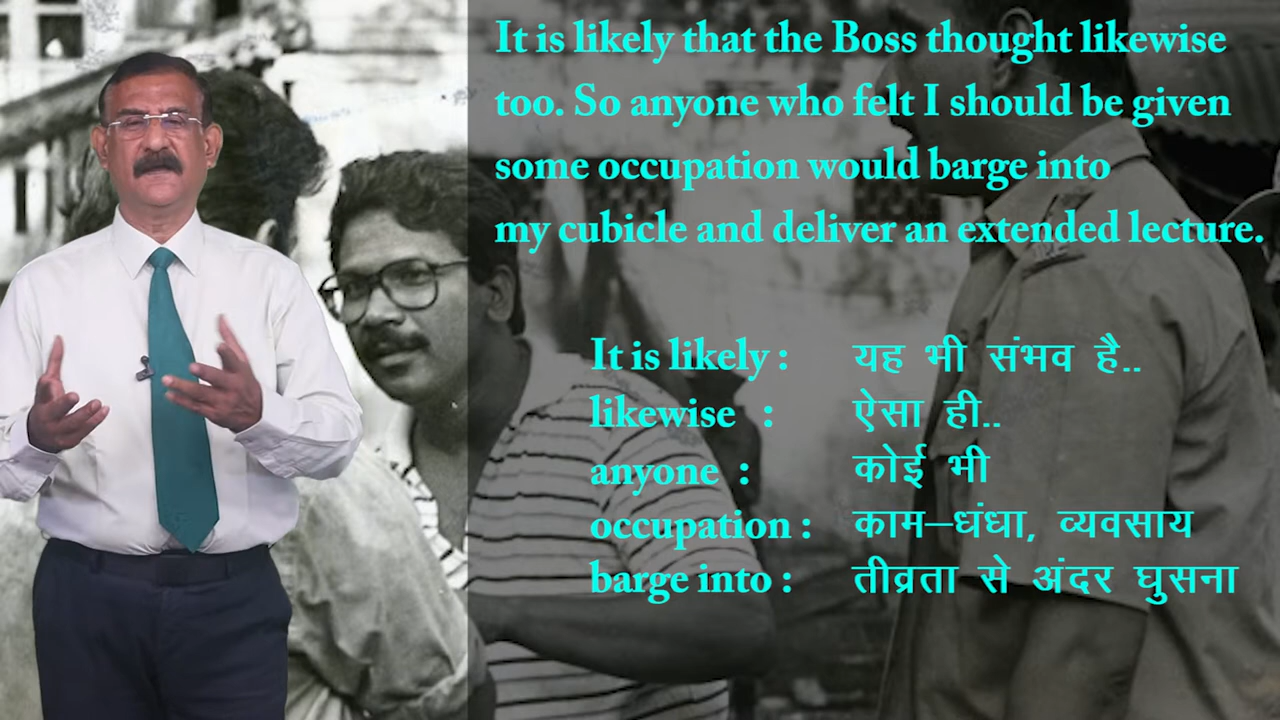 It is likely that the Boss thought likewise
too. So anyone who felt I should be given
some occupation would barge into
my cubicle and deliver an extended lecture.
It is likely : यह भी संभव है..
likewise : ऐसा ही..
anyone : कोई भी
occupation : काम–धंधा, व्यवसाय
barge into : तीव्रता से अंदर घुसना